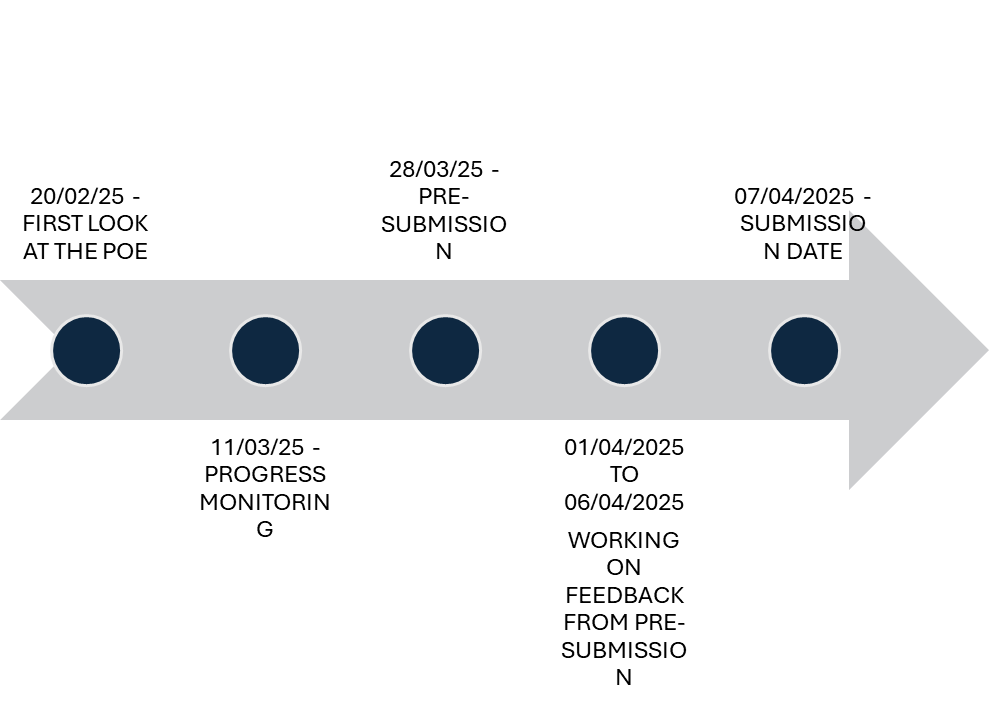 20/02/25 -
FIRST LOOK
AT THE POE
11/03/25 -
PROGRESS
MONITORIN
G
28/03/25 -
PRE-
SUBMISSIO
N
01/04/2025
TO
06/04/2025
WORKING
ON
FEEDBACK
FROM PRE-
SUBMISSIO
N
07/04/2025 -
SUBMISSIO
N DATE